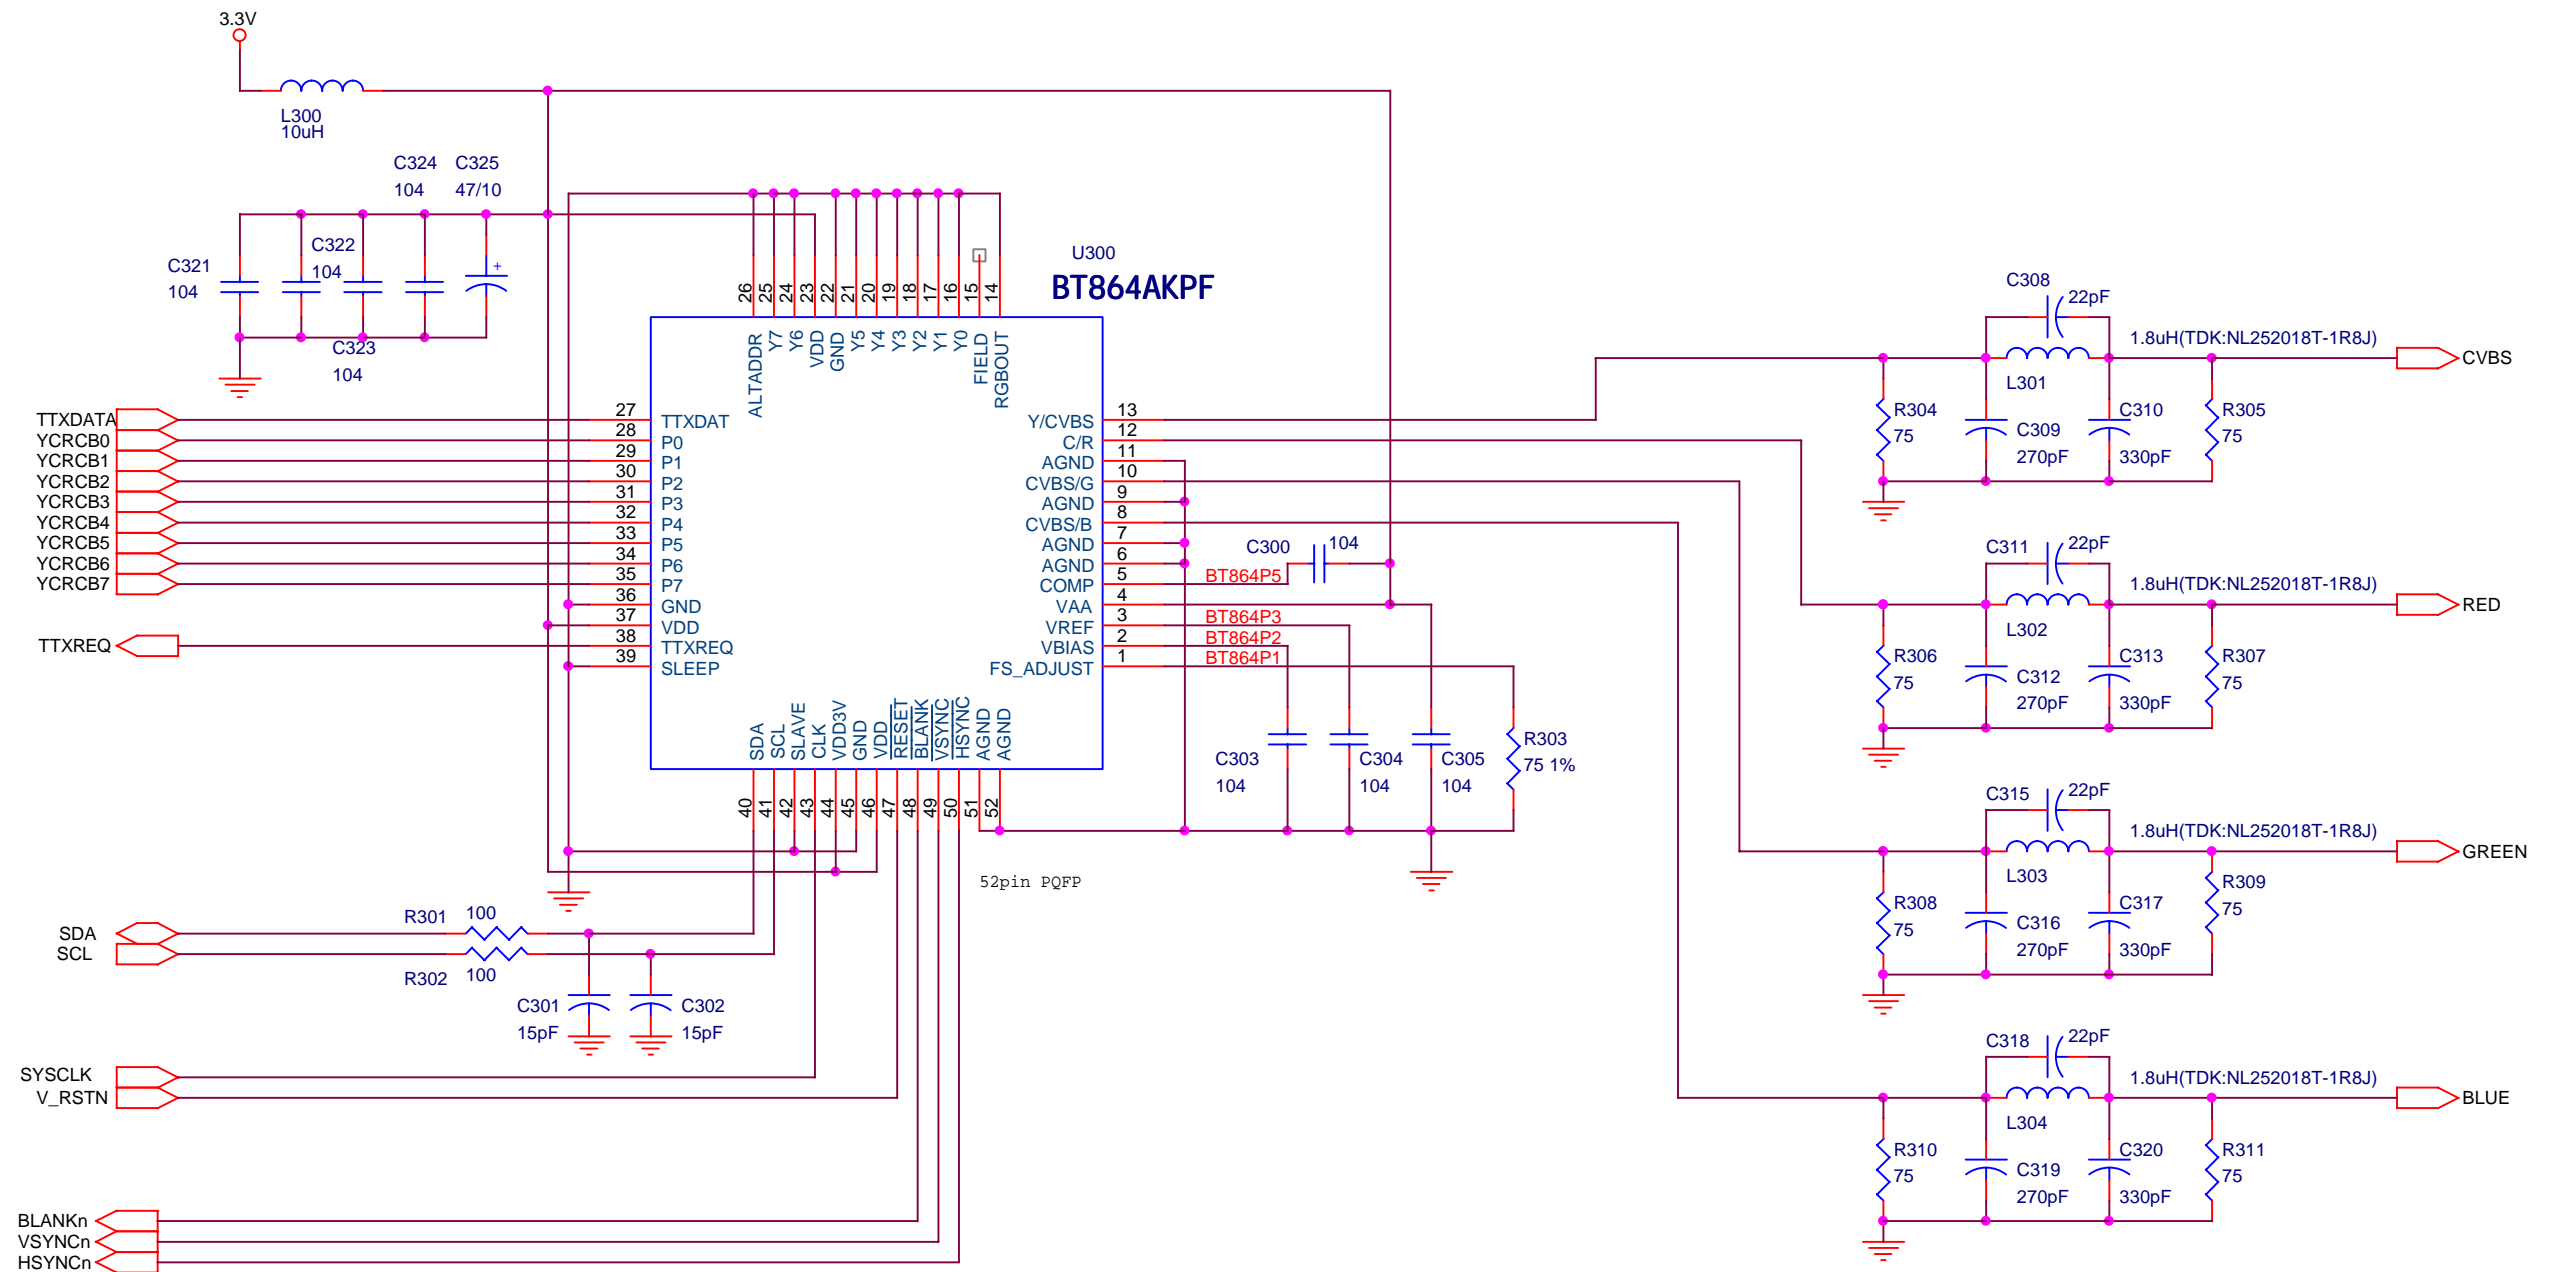 3.3V
L300
10uH
C324
104
C325
47/10
C321
104
C322
104
C323
104
U300
BT864AKPF
26
25
24
23
22
21
20
19
18
17
16
15
14
ALTADDR
Y7
Y6
VDD
GND
Y5
Y4
Y3
Y2
Y1
Y0
FIELD
RGBOUT
TTXDATA
YCRCB0
YCRCB1
YCRCB2
YCRCB3
YCRCB4
YCRCB5
YCRCB6
YCRCB7
TTXREQ
27 TTXDAT
28 P0
29 P1
30 P2
31 P3
32 P4
33 P5
34 P6
35 P7
36 GND
37 VDD
38 TTXREQ
39 SLEEP
Y/CVBS 13
C/R 12
AGND 11
CVBS/G 10
AGND 9
CVBS/B 8
AGND 7
AGND 6
COMP 5
VAA 4
VREF 3
VBIAS 2
FS_ADJUST 1
BT864P5
BT864P3
BT864P2
BT864P1
C300
104
SDA
SCL
SLAVE
CLK
VDD3V
GND
VDD
RESET
BLANK
VSYNC
HSYNC
AGND
AGND
40
41
42
43
44
45
46
47
48
49
50
51
52
C303
104
C304
104
C305
104
R303
75 1%
52pin PQFP
SDA
SCL
R301
100
R302
100
C301
15pF
C302
15pF
SYSCLK
V_RSTN
BLANKn
VSYNCn
HSYNCn
C308
22pF
1.8uH(TDK:NL252018T-1R8J)
L301
R304
75
C309
270pF
C310
330pF
R305
75
CVBS
C311
22pF
1.8uH(TDK:NL252018T-1R8J)
L302
R306
75
C312
270pF
C313
330pF
R307
75
RED
C315
22pF
1.8uH(TDK:NL252018T-1R8J)
L303
R308
75
C316
270pF
C317
330pF
R309
75
GREEN
C318
22pF
1.8uH(TDK:NL252018T-1R8J)
L304
R310
75
C319
270pF
C320
330pF
R311
75
BLUE